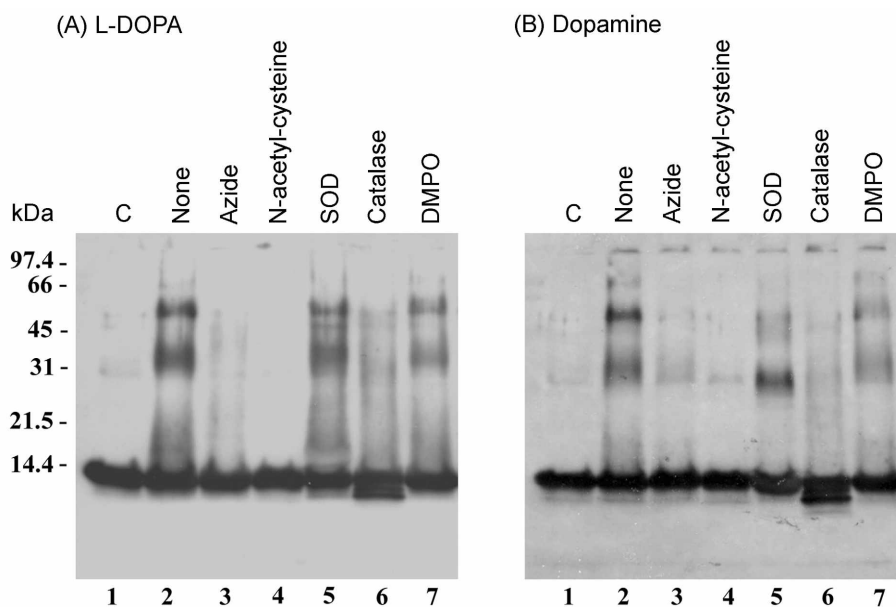 (A) L-DOPA
(B) Dopamine
kDa
C
None
Azide
N-acetyl-cysteine
SOD
Catalase
DMPO
C
None
Azide
N-acetyl-cysteine
SOD
Catalase
DMPO
97.4 -
66 -
45 -
31 -
21.5 -
14.4 -
1 2 3 4 5 6 7
1 2 3 4 5 6 7